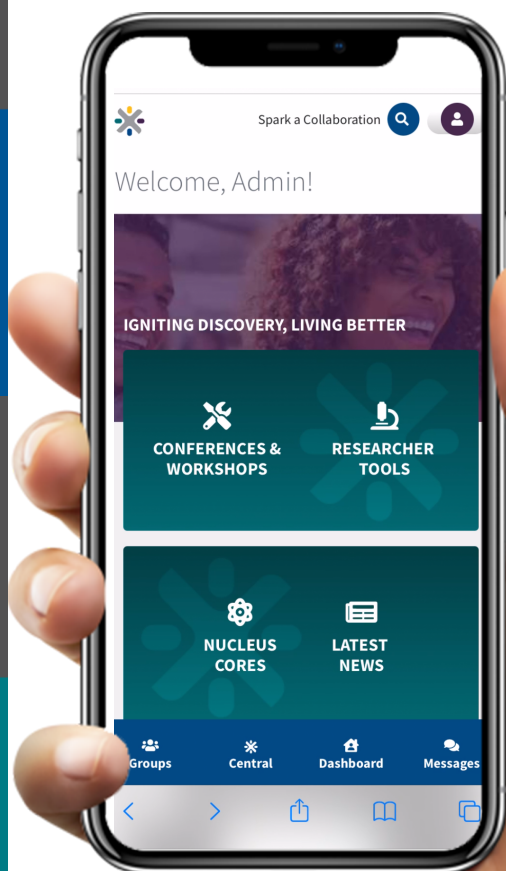 Spark a Collaboration
Welcome, Admin!
IGNITING DISCOVERY, LIVING BETTER
CONFERENCES &
WORKSHOPS
RESEARCHER
TOOLS
NUCLEUS
CORES
LATEST
NEWS
Groups
Central
Dashboard
Messages